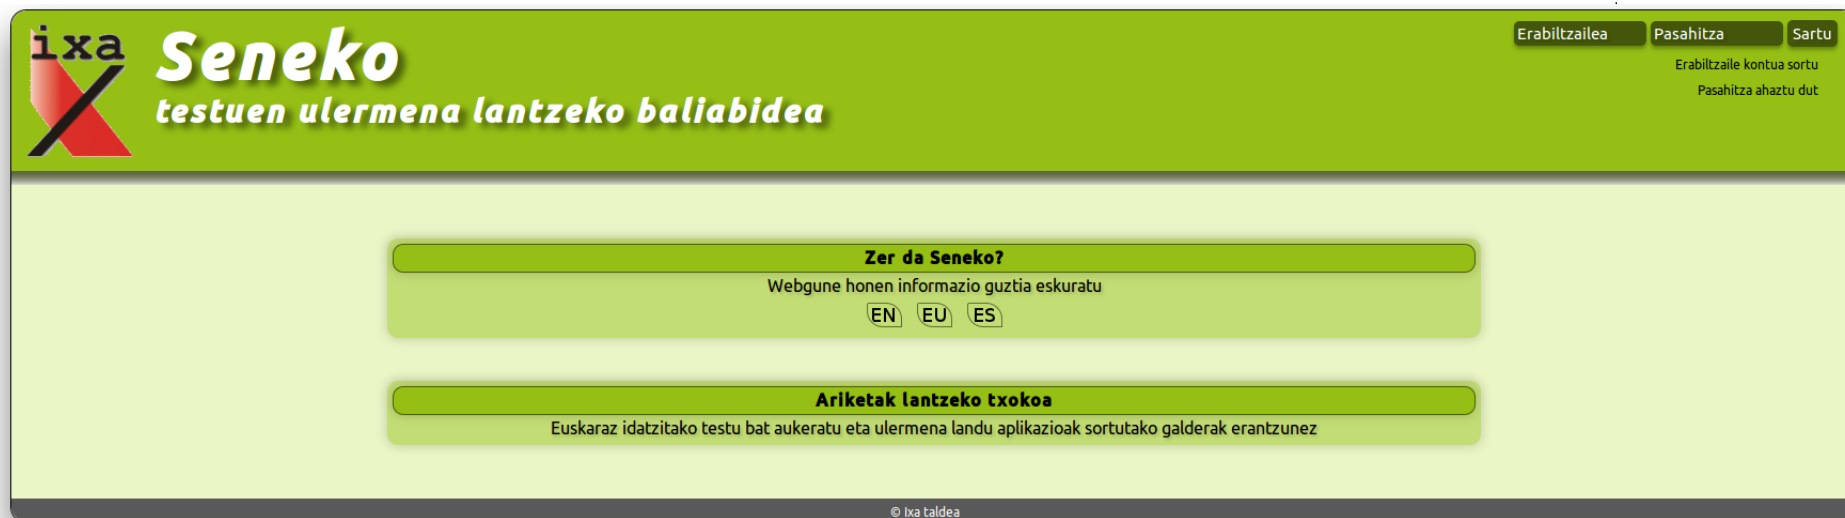 ixa
Seneko
testuen ulermena lantzeko baliabidea
Erabiltzailea Pasahitza Sartu
Erabiltzaile kontua sortu
Pasahitza ahaztu dut
Zer da Seneko?
Webgune honen informazio guztia eskuratu
EN EU ES
Ariketak lantzeko txokoa
Euskaraz idatzitako testu bat aukeratu eta ulermena landu aplikazioak sortutako galderak erantzunez
© Ixa taldea